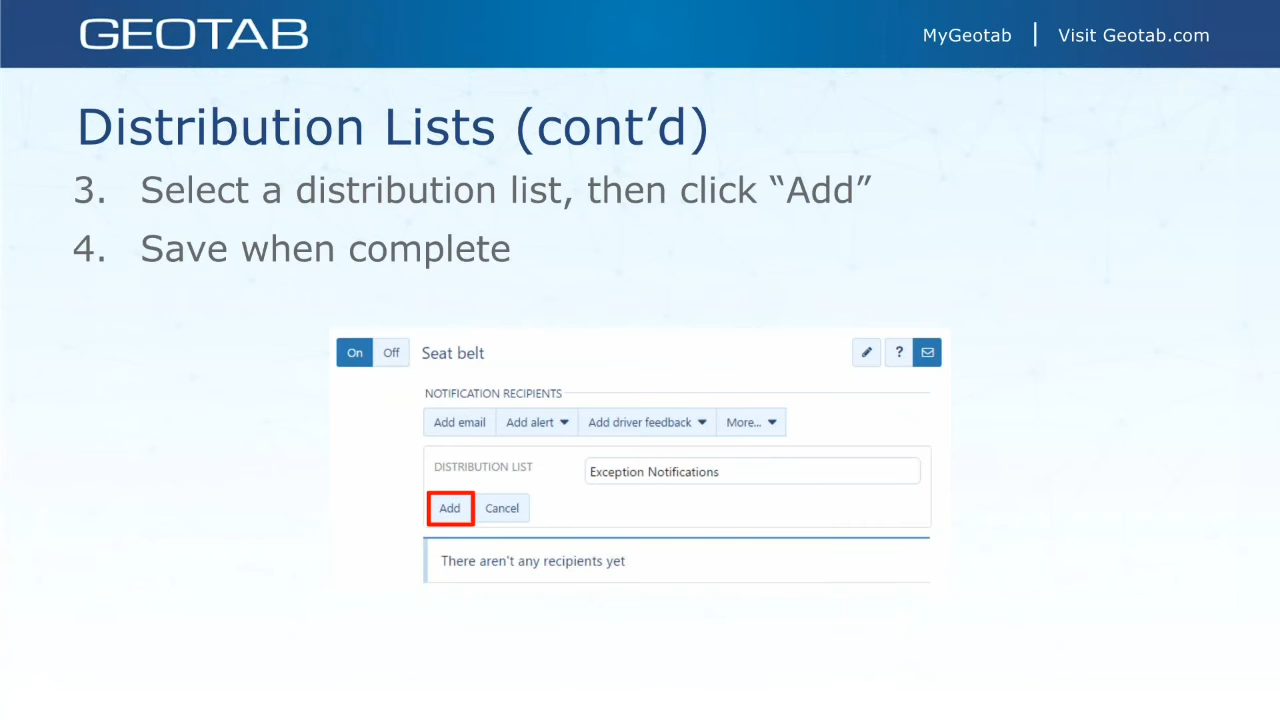 GEOTAB
MyGeotab | Visit Geotab.com
Distribution Lists (cont’d)
3. Select a distribution list, then click “Add”
4. Save when complete
On Off Seat belt ?
NOTIFICATION RECIPIENTS
Add email Add alert Add driver feedback More...
DISTRIBUTION LIST Exception Notifications
Add Cancel
There aren't any recipients yet